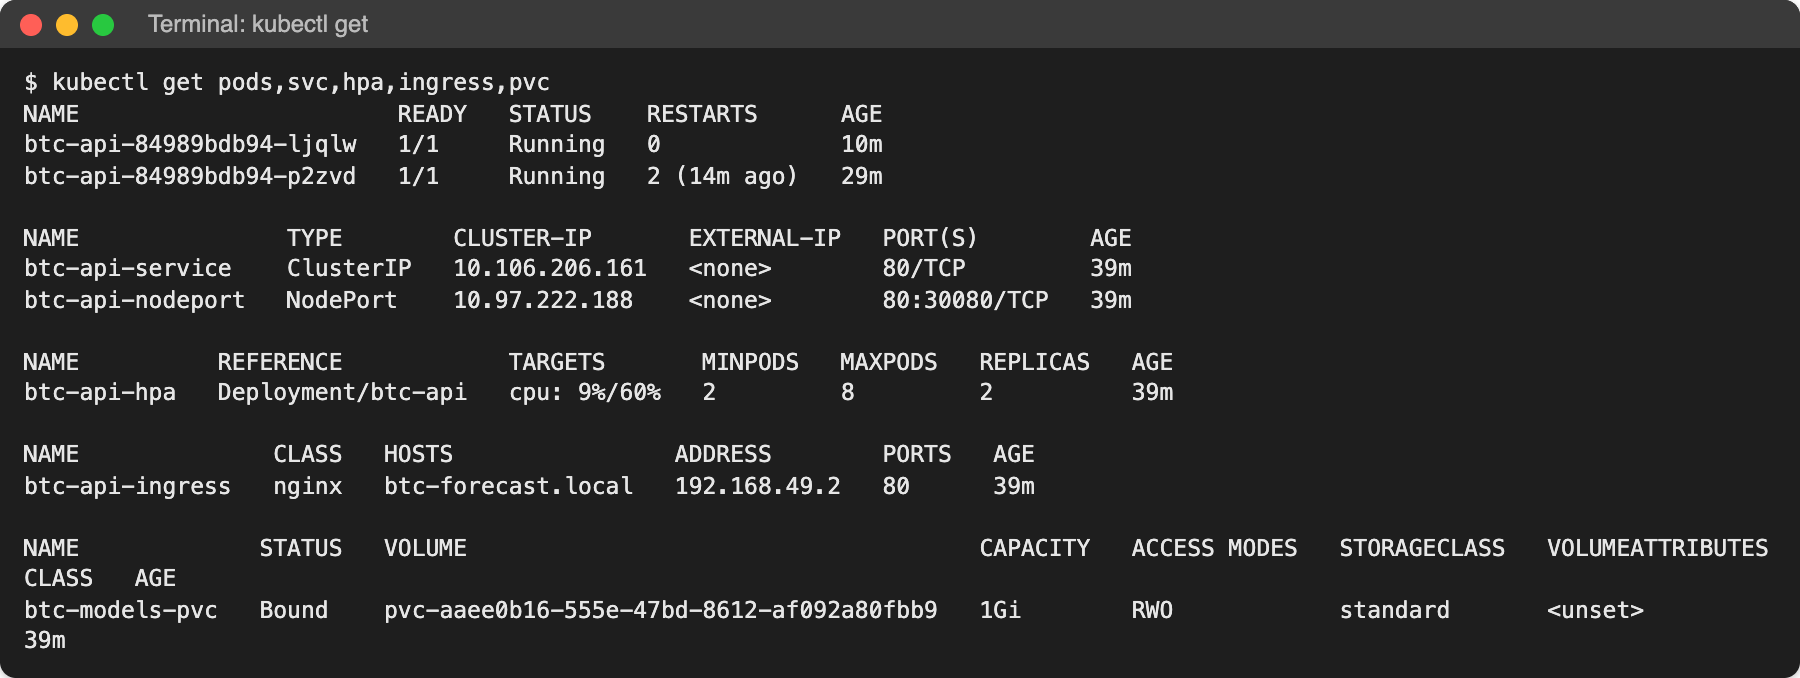 Terminal: kubectl get
$ kubectl get pods,svc,hpa,ingress,pvc
NAME                       READY   STATUS    RESTARTS      AGE
btc-api-84989bdb94-ljqlw   1/1     Running   0             10m
btc-api-84989bdb94-p2zvd   1/1     Running   2 (14m ago)   29m

NAME               TYPE        CLUSTER-IP       EXTERNAL-IP   PORT(S)        AGE
btc-api-service    ClusterIP   10.106.206.161   <none>        80/TCP         39m
btc-api-nodeport   NodePort    10.97.222.188    <none>        80:30080/TCP   39m

NAME          REFERENCE            TARGETS       MINPODS   MAXPODS   REPLICAS   AGE
btc-api-hpa   Deployment/btc-api   cpu: 9%/60%   2         8         2          39m

NAME              CLASS   HOSTS                ADDRESS        PORTS   AGE
btc-api-ingress   nginx   btc-forecast.local   192.168.49.2   80      39m

NAME             STATUS   VOLUME                                     CAPACITY   ACCESS MODES   STORAGECLASS   VOLUMEATTRIBUTES
CLASS   AGE
btc-models-pvc   Bound    pvc-aaee0b16-555e-47bd-8612-af092a80fbb9   1Gi        RWO            standard       <unset>
39m